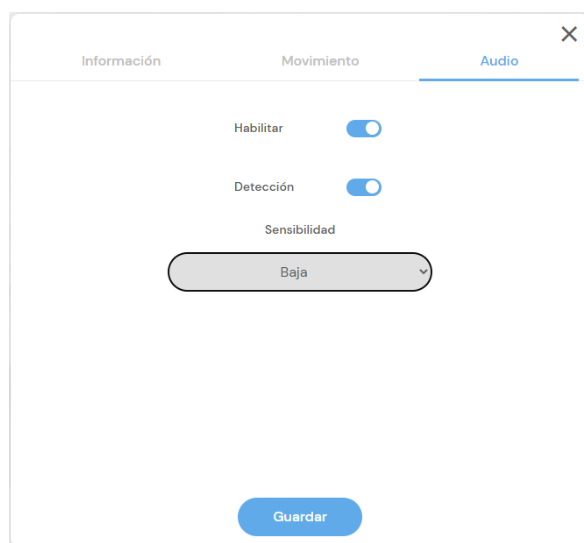 Información Movimiento Audio
Habilitar
Detección
Sensibilidad
Baja
Guardar